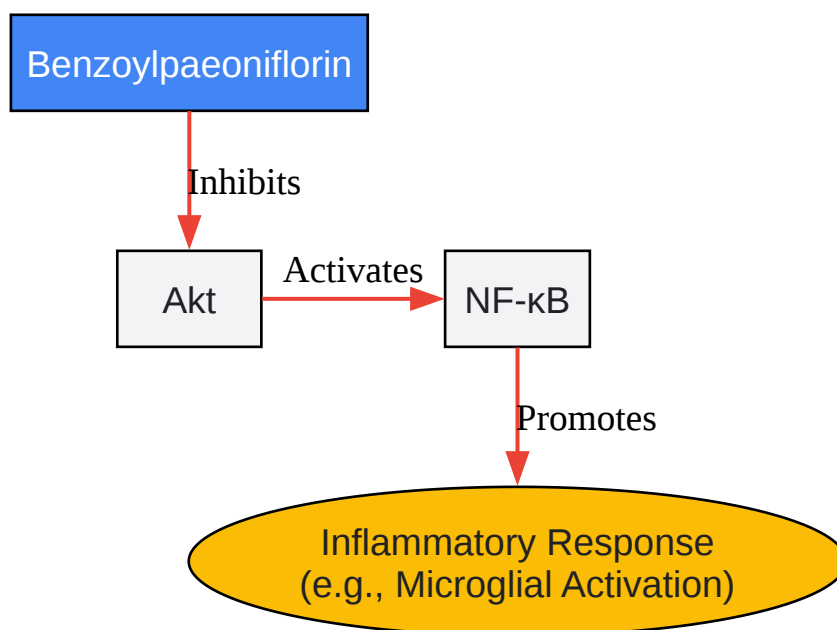 Benzoylpaeoniflorin
Inhibits
Akt
Activates
NF-κB
Promotes
Inflammatory Response
(e.g., Microglial Activation)